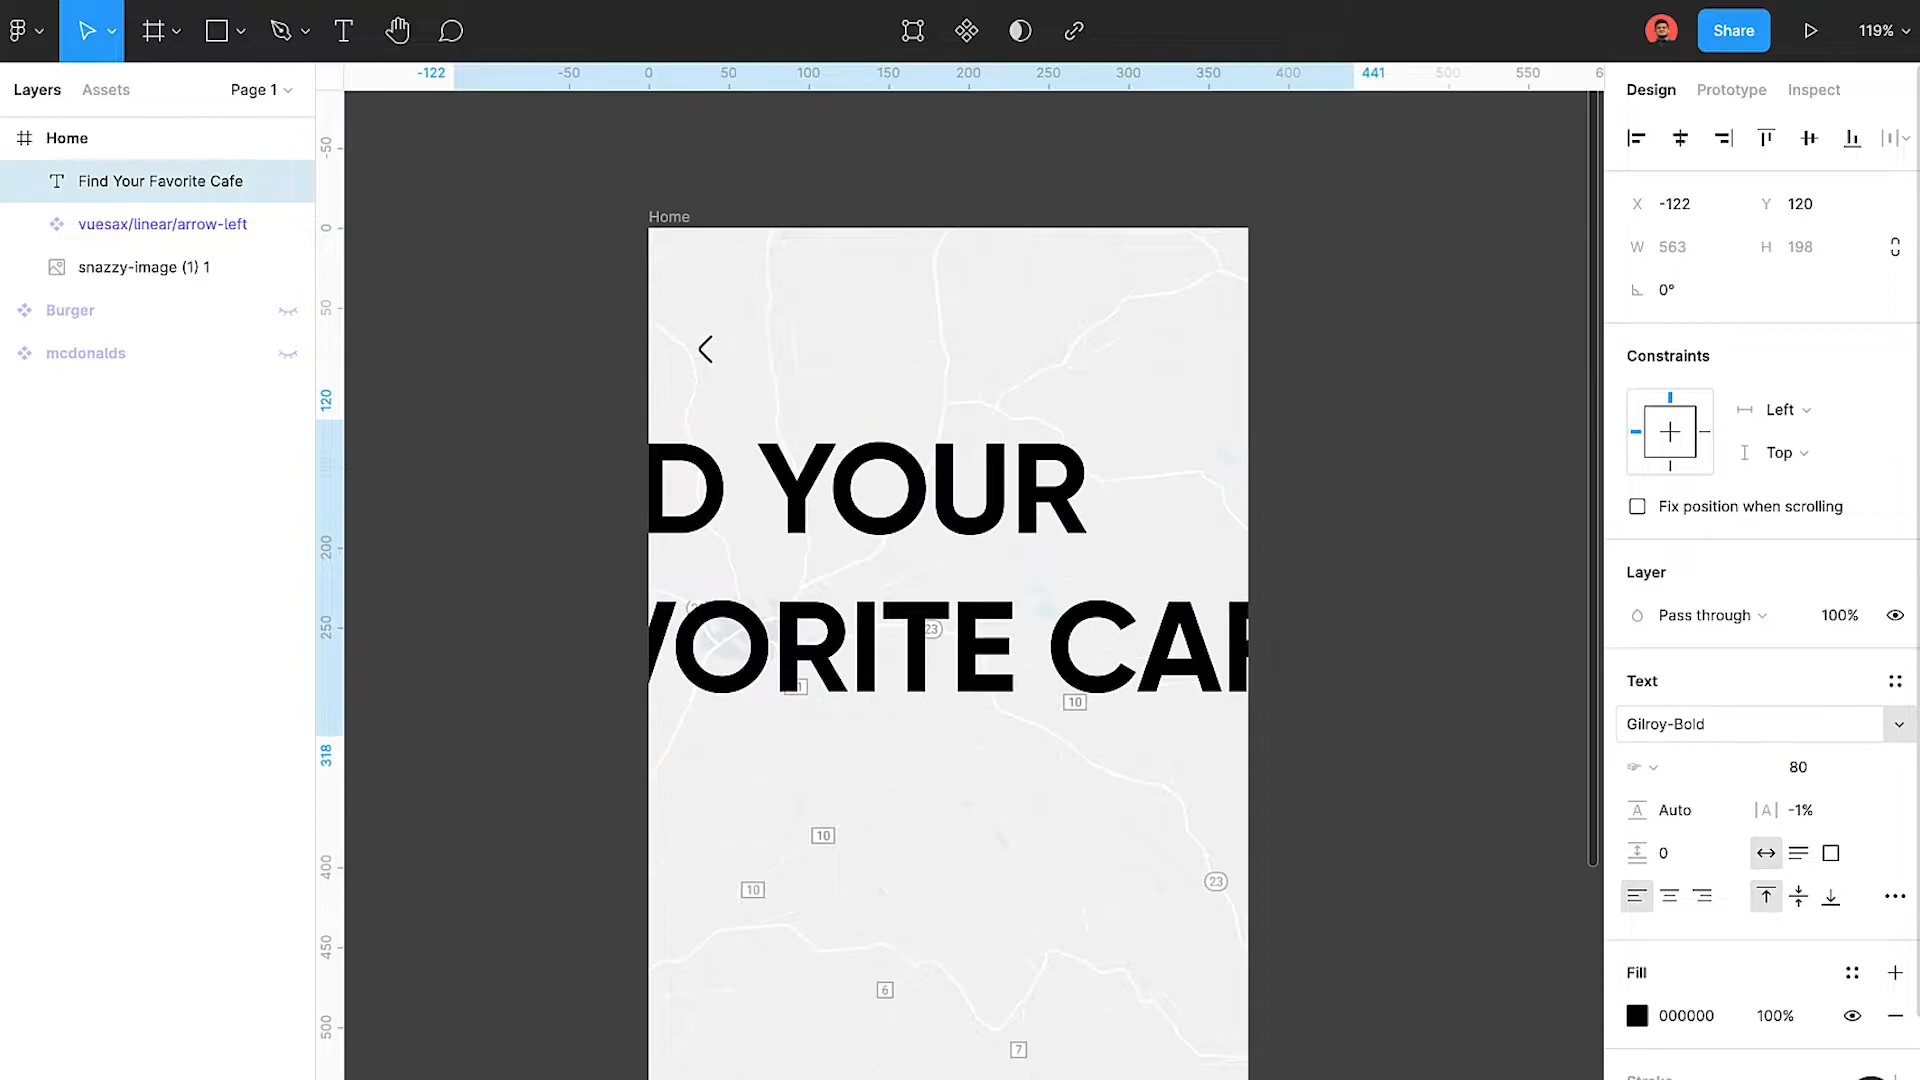 Share
119%
Layers
Assets
Page 1
-122
-50
0
50
100
150
200
250
300
350
400
441
500
550
6
Design
Prototype
Inspect
Home
Find Your Favorite Cafe
vuesax/linear/arrow-left
snazzy-image (1) 1
Burger
mcdonalds
-50
0
50
120
200
250
318
400
450
500
Home
D YOUR
VORITE CAF
23
1
10
10
10
23
6
7
X -122
Y 120
W 563
H 198
0°
Constraints
Left
Top
Fix position when scrolling
Layer
Pass through
100%
Text
Gilroy-Bold
80
A Auto
|A| -1%
0
Fill
000000
100%